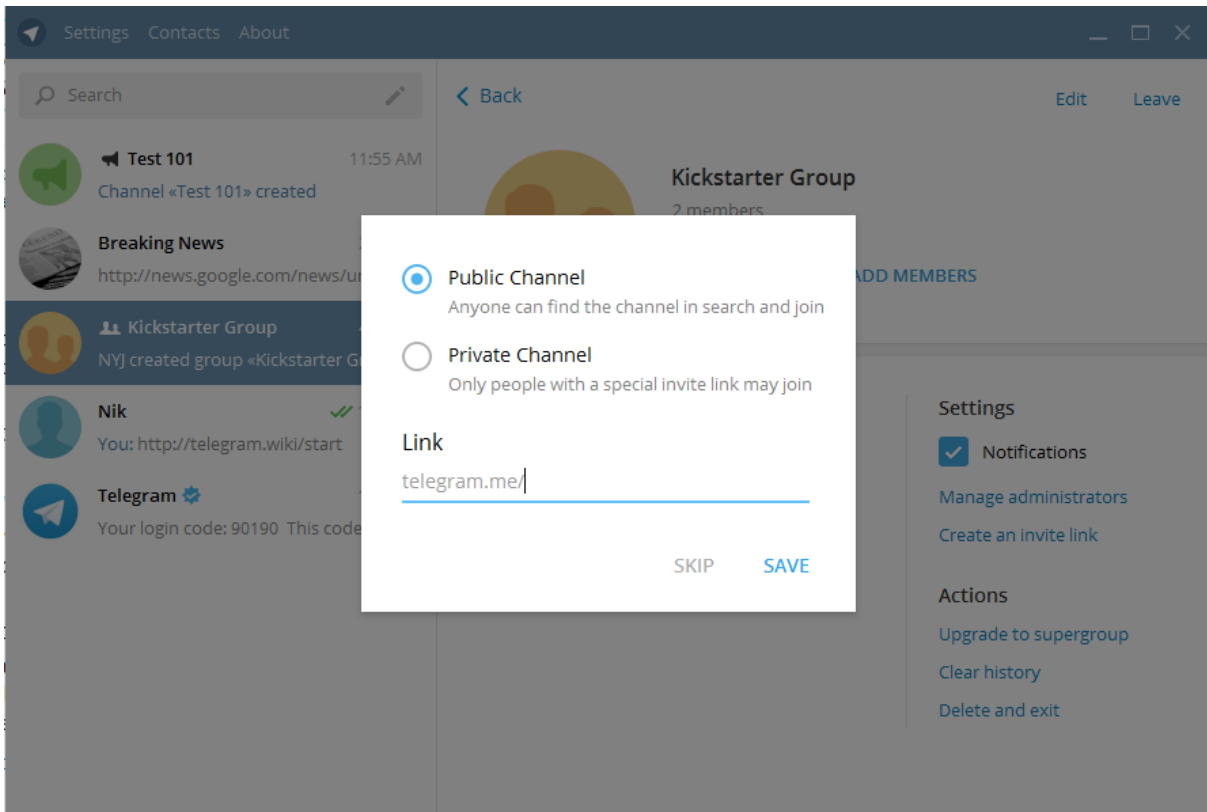 Settings Contacts About
Search
Back
Edit Leave
Test 101 11:55 AM
Channel «Test 101» created
Breaking News
http://news.google.com/news/
Kickstarter Group
NYJ created group «Kickstarter
Nik
You: http://telegram.wiki/start
Telegram
Your login code: 90190 This code
Kickstarter Group
2 members
ADD MEMBERS
Public Channel
Anyone can find the channel in search and join
Private Channel
Only people with a special invite link may join
Link
telegram.me/
SKIP SAVE
Settings
Notifications
Manage administrators
Create an invite link
Actions
Upgrade to supergroup
Clear history
Delete and exit